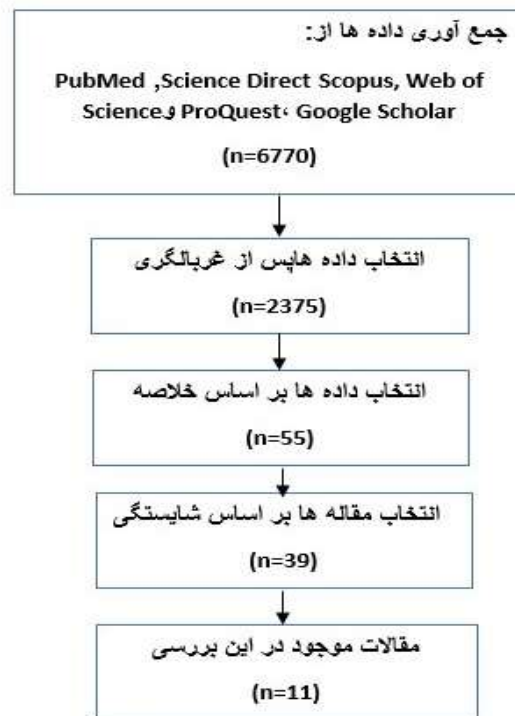 جمع آوری داده ها از:
PubMed ,Science Direct Scopus, Web of
Scienceو ProQuest، Google Scholar
(n=6770)
انتخاب داده هاپس از غربالگری
(n=2375)
انتخاب داده ها بر اساس خلاصه
(n=55)
انتخاب مقاله ها بر اساس شایستگی
(n=39)
مقالات موجود در این بررسی
(n=11)